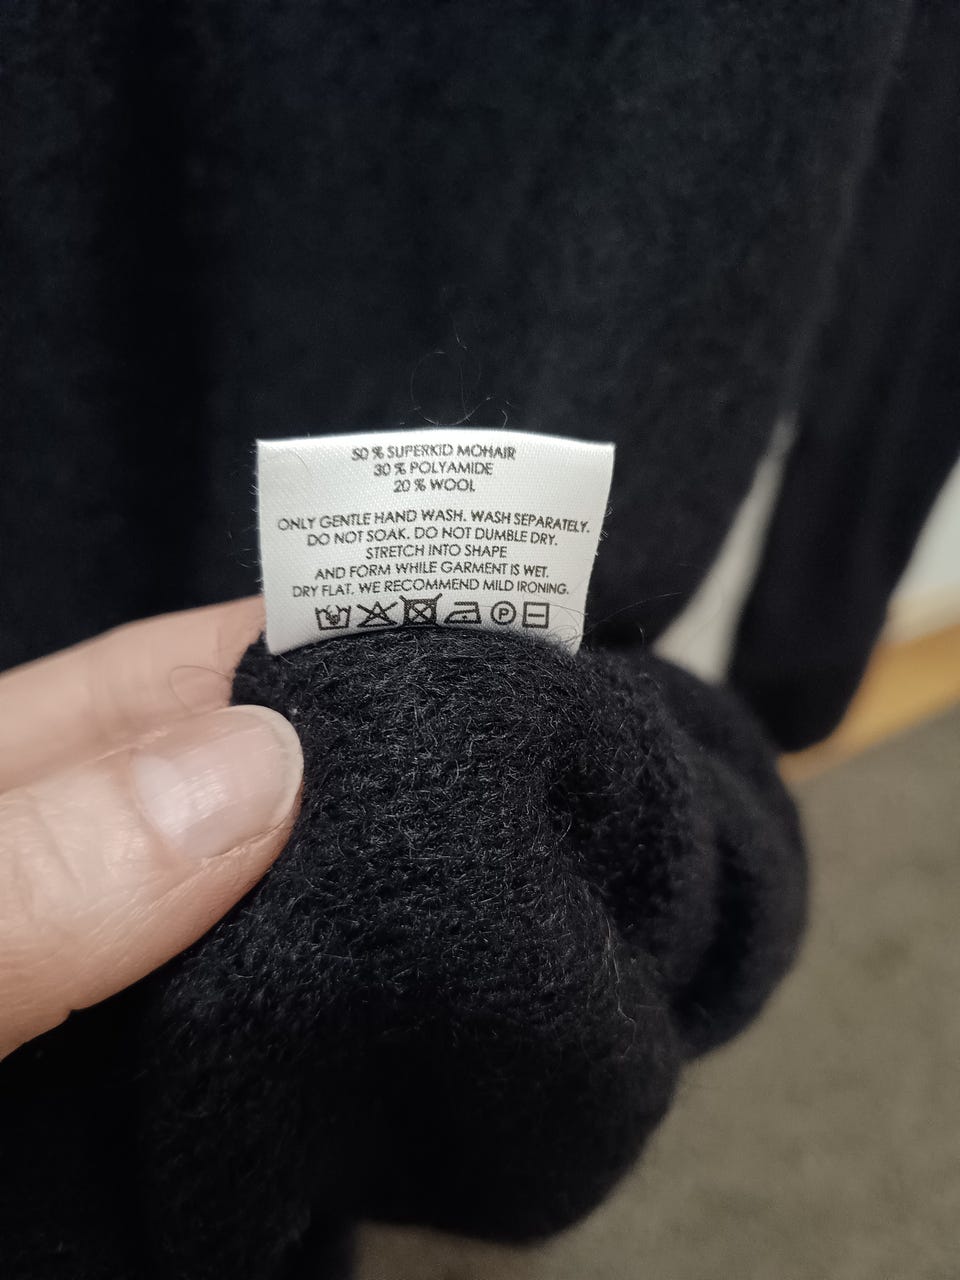 50 % SUPERKID MOHAIR
30 % POLYAMIDE
20 % WOOL
ONLY GENTLE HAND WASH. WASH SEPARATELY.
DO NOT SOAK. DO NOT DUMBLE DRY.
STRETCH INTO SHAPE
AND FORM WHILE GARMENT IS WET.
DRY FLAT. WE RECOMMEND MILD IRONING.
P